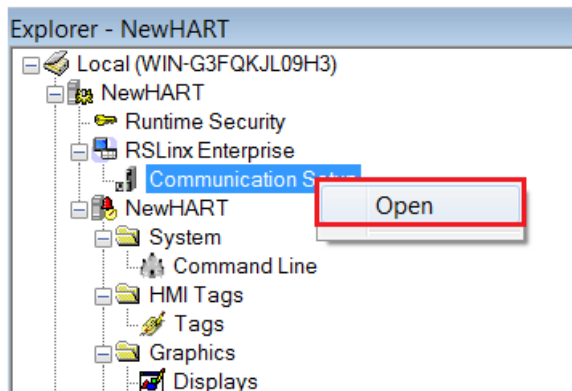 Explorer - NewHART
Local (WIN-G3FQKJL09H3)
NewHART
Runtime Security
RSLinx Enterprise
Communication Setup
Open
NewHART
System
Command Line
HMI Tags
Tags
Graphics
Displays